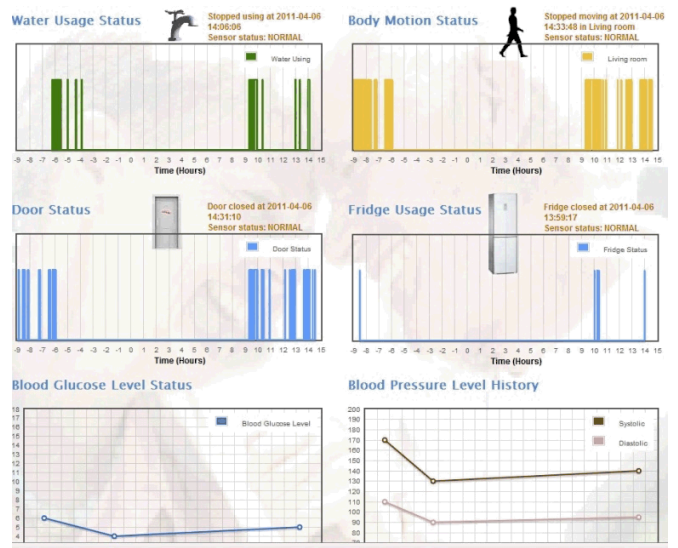 Water Usage Status
Stopped using at 2011-04-06
14:06:06
Sensor status: NORMAL
Water Using
-9 -8 -7 -6 -5 -4 -3 -2 -1 0 1 2 3 4 5 6 7 8 9 10 11 12 13 14 15
Time (Hours)
Body Motion Status
Stopped moving at 2011-04-06
14:33:48 in Living room
Sensor status: NORMAL
Living room
-9 -8 -7 -6 -5 -4 -3 -2 -1 0 1 2 3 4 5 6 7 8 9 10 11 12 13 14 15
Time (Hours)
Door Status
Door closed at 2011-04-06
14:31:10
Sensor status: NORMAL
Door Status
-9 -8 -7 -6 -5 -4 -3 -2 -1 0 1 2 3 4 5 6 7 8 9 10 11 12 13 14 15
Time (Hours)
Fridge Usage Status
Fridge closed at 2011-04-06
13:59:17
Sensor status: NORMAL
Fridge Status
-9 -8 -7 -6 -5 -4 -3 -2 -1 0 1 2 3 4 5 6 7 8 9 10 11 12 13 14 15
Time (Hours)
Blood Glucose Level Status
18
17
16
15
14
13
12
11
10
9
8
7
6
5
4
Blood Glucose Level
Blood Pressure Level History
200
190
180
170
160
150
140
130
120
110
100
90
80
Systolic
Diastolic